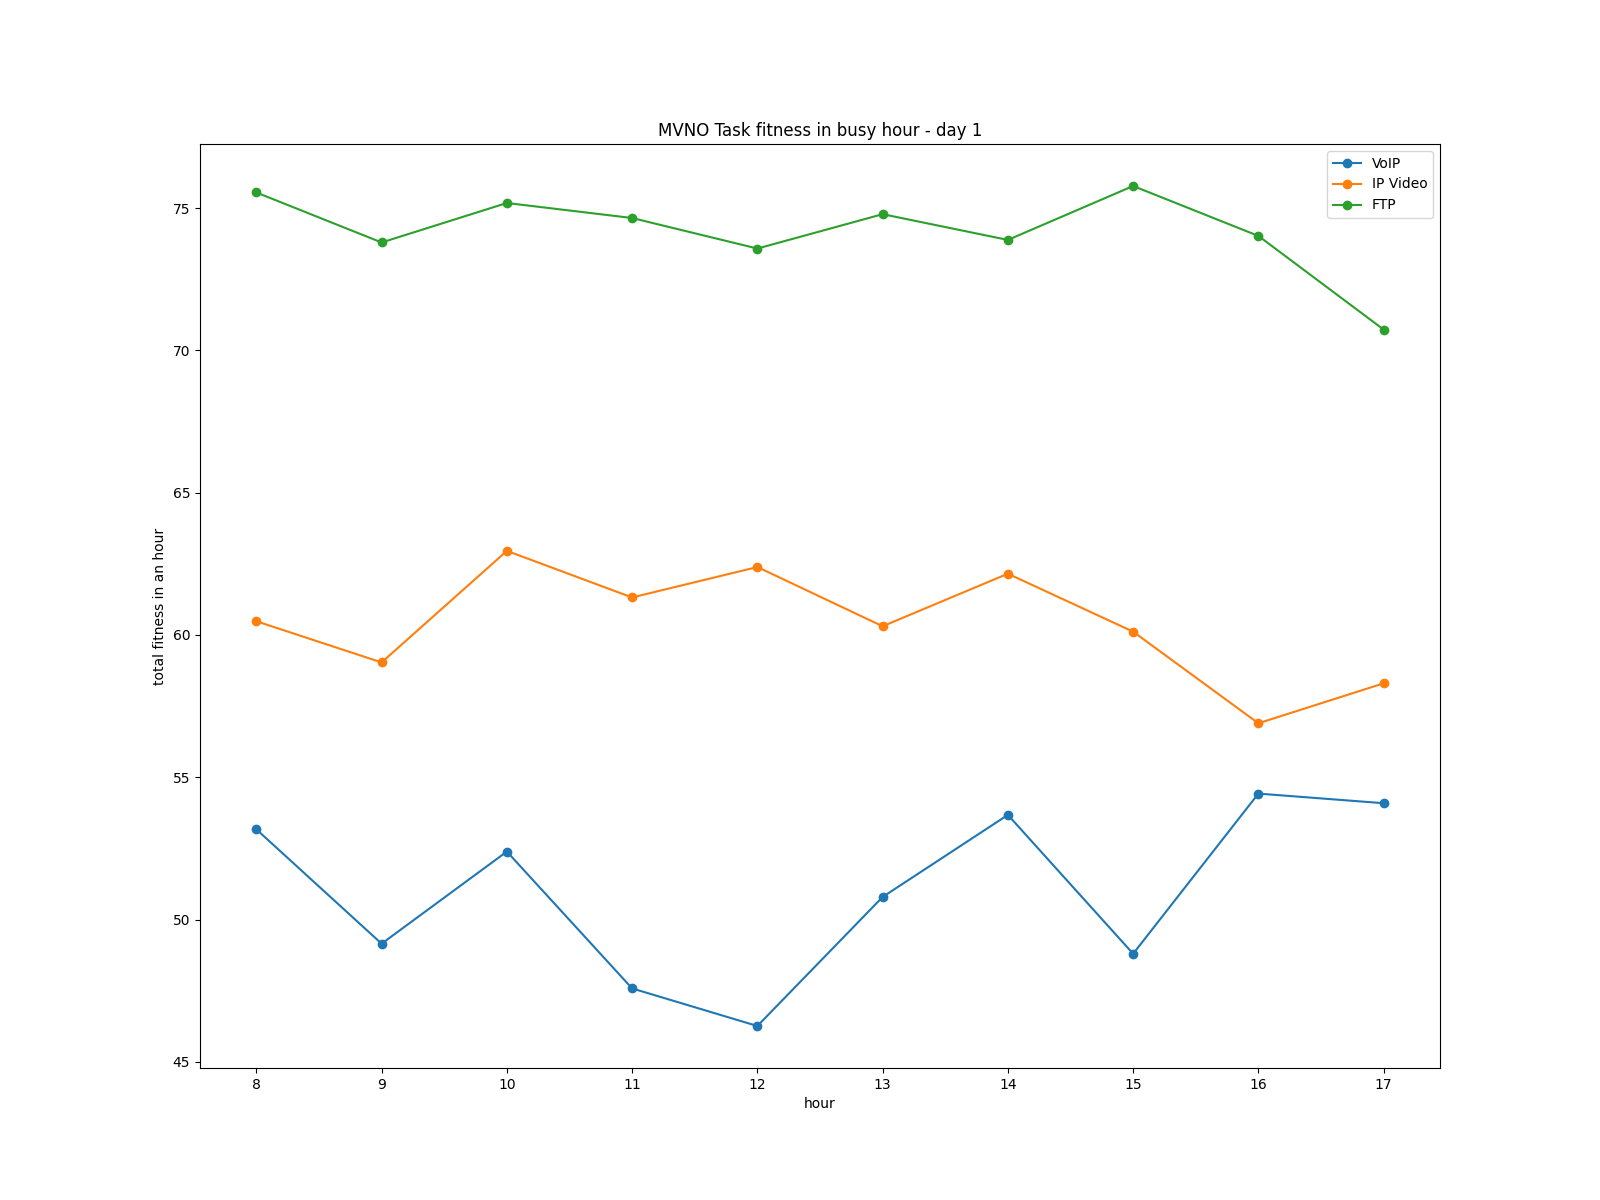 MVNO Task fitness in busy hour - day 1
VoIP
IP Video
FTP
75
70
65
60
55
50
45
total fitness in an hour
8 9 10 11 12 13 14 15 16 17
hour